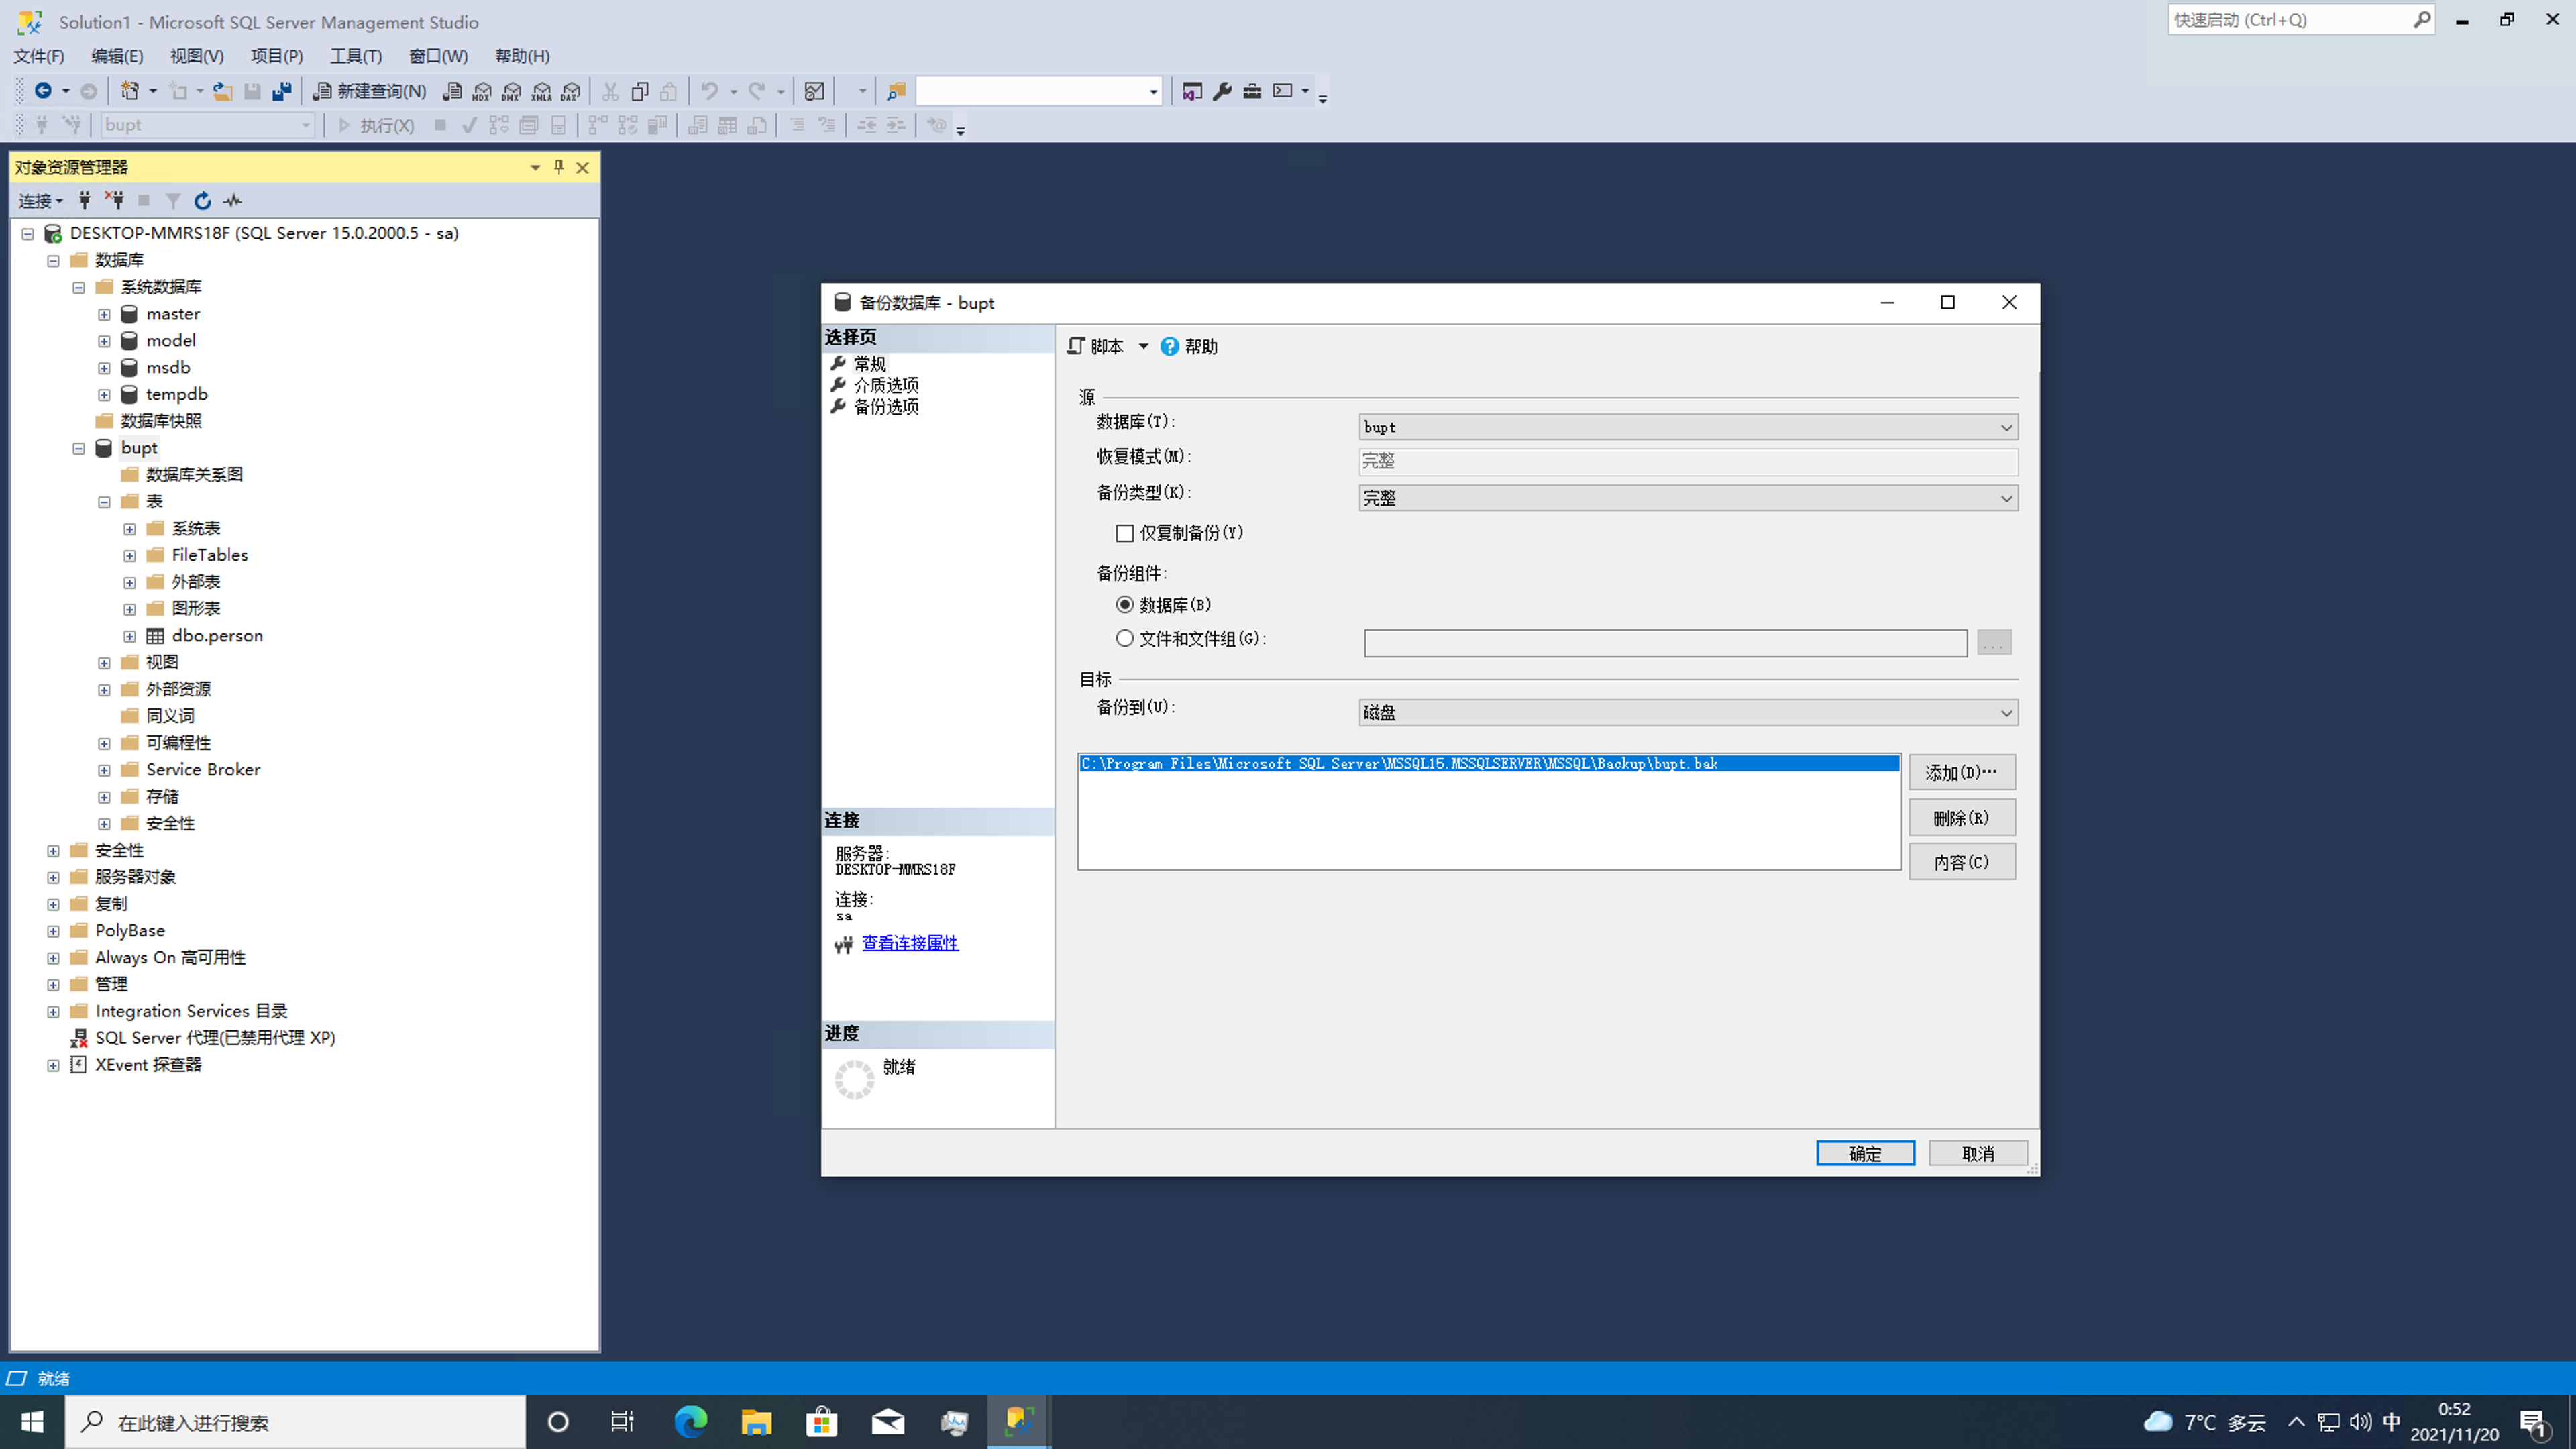 Solution1 - Microsoft SQL Server Management Studio
快速启动 (Ctrl+Q)
文件(F) 编辑(E) 视图(V) 项目(P) 工具(T) 窗口(W) 帮助(H)
新建查询(N) MDX DMX XMLA DAX
bupt 执行(X)
对象资源管理器
连接
DESKTOP-MMRS18F (SQL Server 15.0.2000.5 - sa)
数据库
系统数据库
master
model
msdb
tempdb
数据库快照
bupt
数据库关系图
表
系统表
FileTables
外部表
图形表
dbo.person
视图
外部资源
同义词
可编程性
Service Broker
存储
安全性
安全性
服务器对象
复制
PolyBase
Always On 高可用性
管理
Integration Services 目录
SQL Server 代理(已禁用代理 XP)
XEvent 探查器
备份数据库 - bupt
选择页
常规
介质选项
备份选项
连接
服务器:
DESKTOP-MMRS18F
连接:
sa
查看连接属性
进度
就绪
脚本 帮助
源
数据库(T): bupt
恢复模式(M): 完整
备份类型(K): 完整
仅复制备份(Y)
备份组件:
数据库(B)
文件和文件组(G): ...
目标
备份到(U): 磁盘
C:\Program Files\Microsoft SQL Server\MSSQL15.MSSQLSERVER\MSSQL\Backup\bupt.bak
添加(D)…
删除(R)
内容(C)
确定 取消
就绪
在此键入进行搜索
7°C 多云 中
0:52
2021/11/20
1